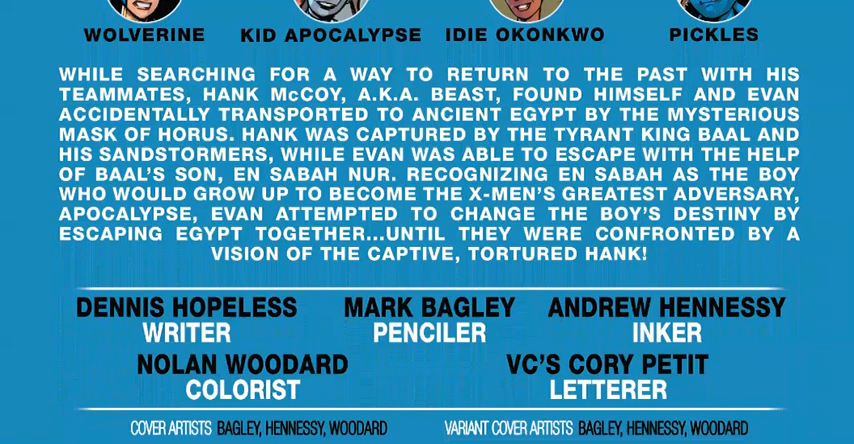 WOLVERINE KID APOCALYPSE IDIE OKONKWO PICKLES
WHILE SEARCHING FOR A WAY TO RETURN TO THE PAST WITH HIS
TEAMMATES, HANK McCOY, A.K.A. BEAST, FOUND HIMSELF AND EVAN
ACCIDENTALLY TRANSPORTED TO ANCIENT EGYPT BY THE MYSTERIOUS
MASK OF HORUS. HANK WAS CAPTURED BY THE TYRANT KING BAAL AND
HIS SANDSTORMERS, WHILE EVAN WAS ABLE TO ESCAPE WITH THE HELP
OF BAAL'S SON, EN SABAH NUR. RECOGNIZING EN SABAH AS THE BOY
WHO WOULD GROW UP TO BECOME THE X-MEN'S GREATEST ADVERSARY,
APOCALYPSE, EVAN ATTEMPTED TO CHANGE THE BOY'S DESTINY BY
ESCAPING EGYPT TOGETHER...UNTIL THEY WERE CONFRONTED BY A
VISION OF THE CAPTIVE, TORTURED HANK!
DENNIS HOPELESS MARK BAGLEY ANDREW HENNESSY
WRITER PENCILER INKER
NOLAN WOODARD VC'S CORY PETIT
COLORIST LETTERER
COVER ARTISTS BAGLEY, HENNESSY, WOODARD VARIANT COVER ARTISTS BAGLEY, HENNESSY, WOODARD